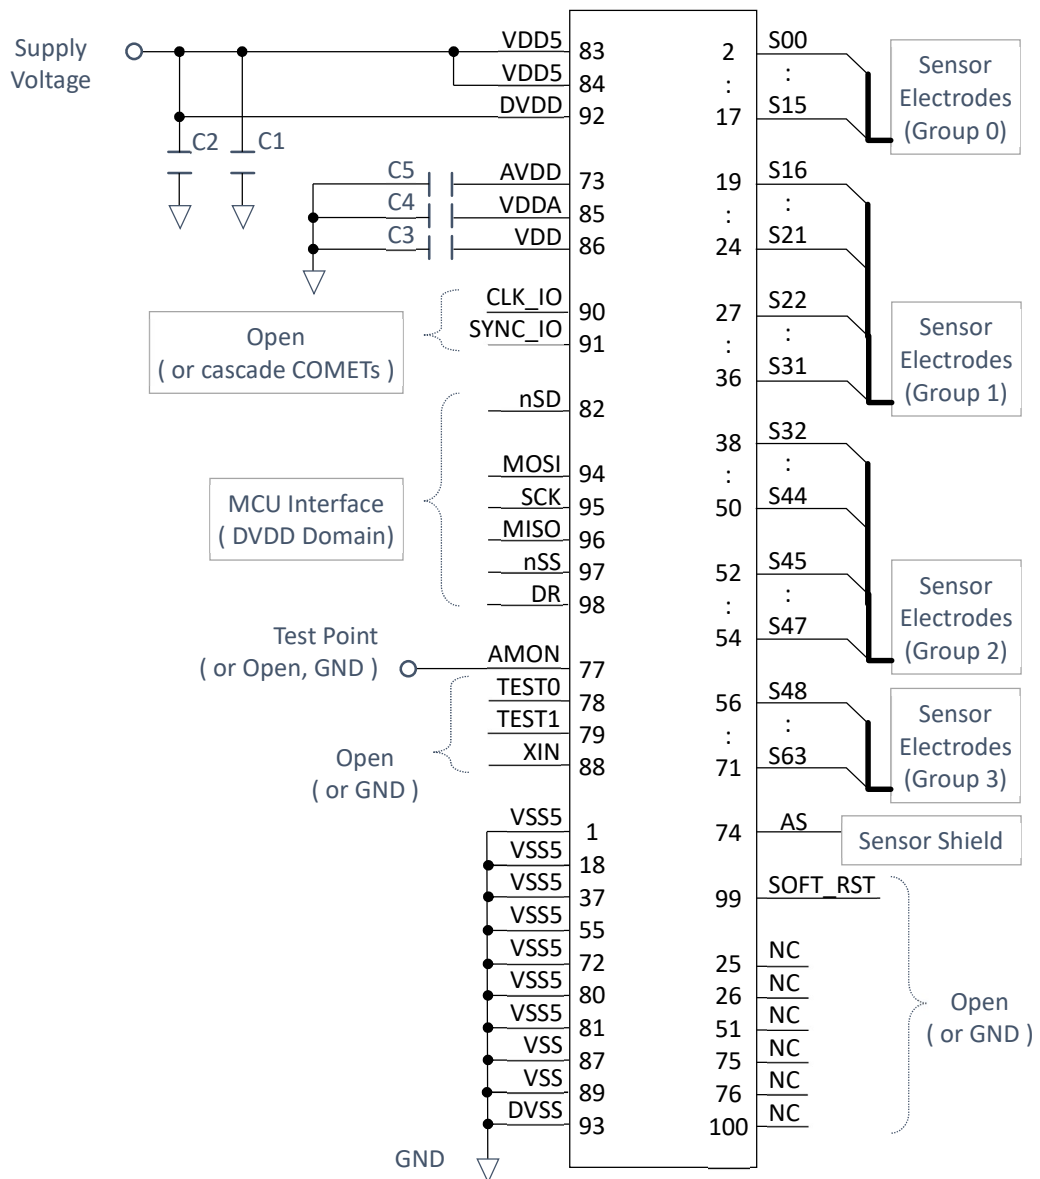 Supply
Voltage
VDD5 83
VDD5 84
DVDD 92
C2 C1
C5 AVDD 73
C4 VDDA 85
C3 VDD 86
CLK_IO 90
SYNC_IO 91
Open
( or cascade COMETs )
nSD 82
MOSI 94
SCK 95
MISO 96
nSS 97
DR 98
MCU Interface
( DVDD Domain)
Test Point
( or Open, GND )
AMON 77
TEST0 78
TEST1 79
XIN 88
Open
( or GND )
VSS5 1
VSS5 18
VSS5 37
VSS5 55
VSS5 72
VSS5 80
VSS5 81
VSS 87
VSS 89
DVSS 93
GND
2 S00
: :
17 S15
Sensor
Electrodes
(Group 0)
19 S16
: :
24 S21
27 S22
: :
36 S31
Sensor
Electrodes
(Group 1)
38 S32
: :
50 S44
52 S45
: :
54 S47
Sensor
Electrodes
(Group 2)
56 S48
: :
71 S63
Sensor
Electrodes
(Group 3)
74 AS
Sensor Shield
99 SOFT_RST
25 NC
26 NC
51 NC
75 NC
76 NC
100 NC
Open
( or GND )